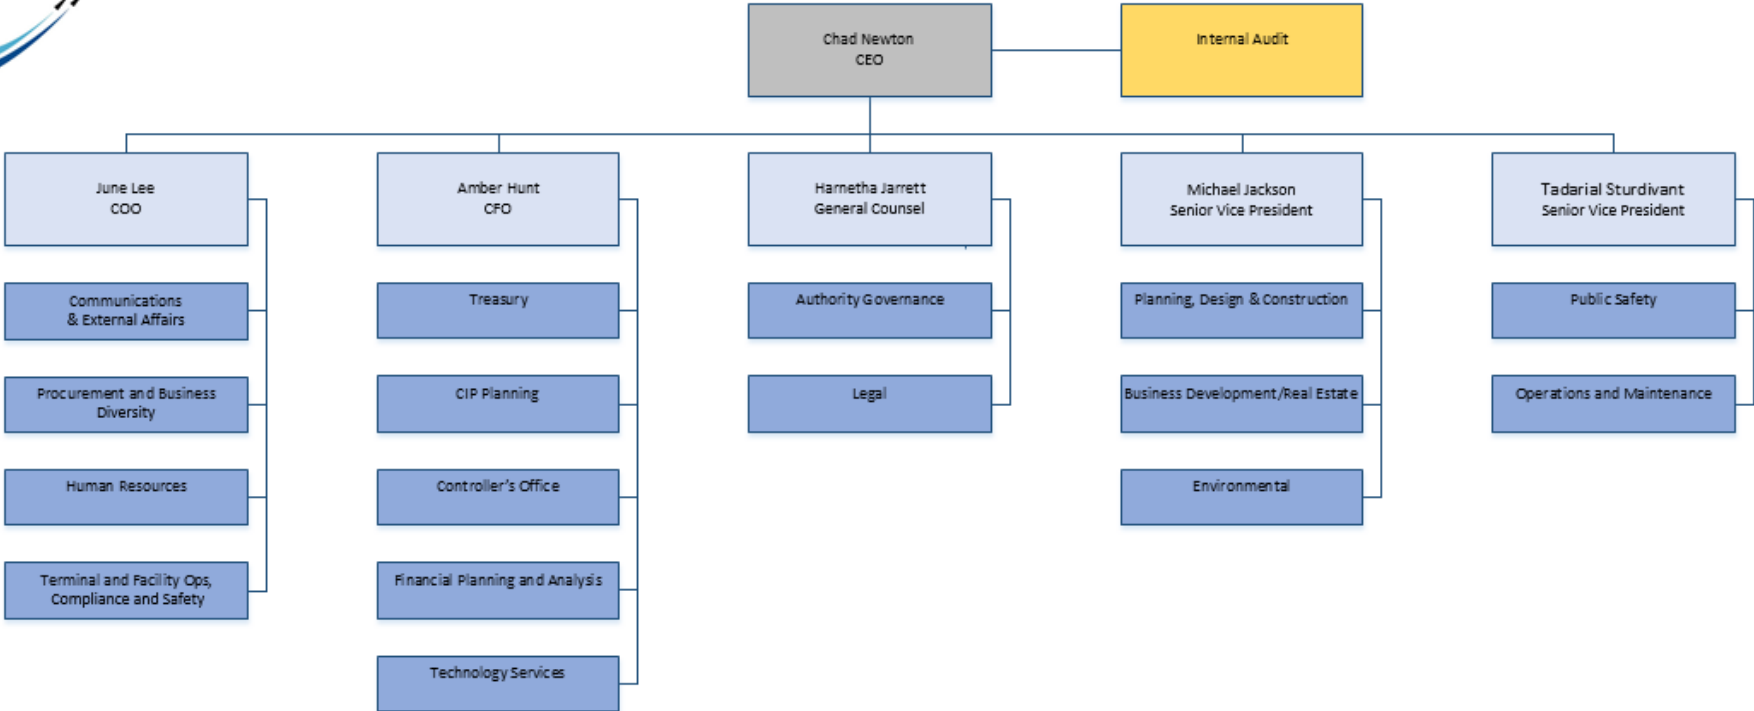 Chad Newton
CEO
Internal Audit
June Lee
COO
Amber Hunt
CFO
Harnetha Jarrett
General Counsel
Michael Jackson
Senior Vice President
Tadarial Sturdivant
Senior Vice President
Communications
& External Affairs
Treasury
Authority Governance
Planning, Design & Construction
Public Safety
Procurement and Business
Diversity
CIP Planning
Legal
Business Development/Real Estate
Operations and Maintenance
Human Resources
Controller's Office
Environmental
Terminal and Facility Ops,
Compliance and Safety
Financial Planning and Analysis
Technology Services